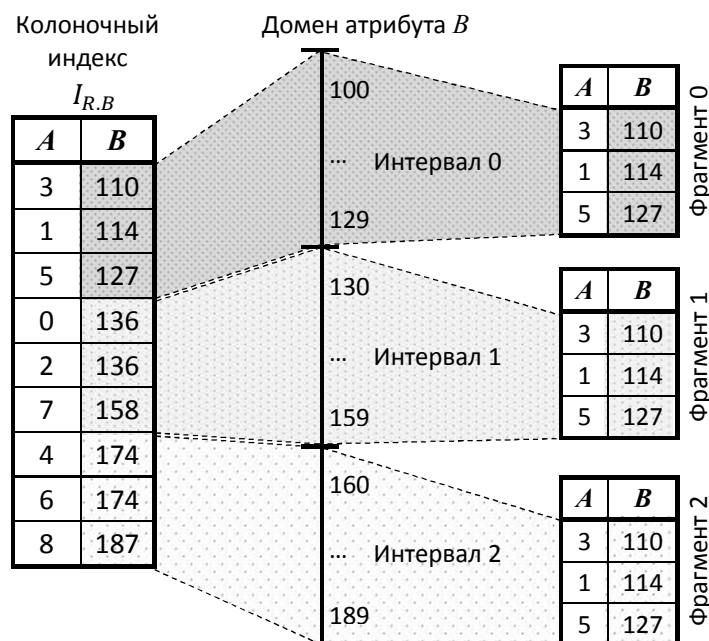 Колоночный индекс
I_{R.B}
A B
3 110
1 114
5 127
0 136
2 136
7 158
4 174
6 174
8 187
Домен атрибута B
100
... Интервал 0
129
130
... Интервал 1
159
160
... Интервал 2
189
A B
3 110
1 114
5 127
Фрагмент 0
A B
3 110
1 114
5 127
Фрагмент 1
A B
3 110
1 114
5 127
Фрагмент 2